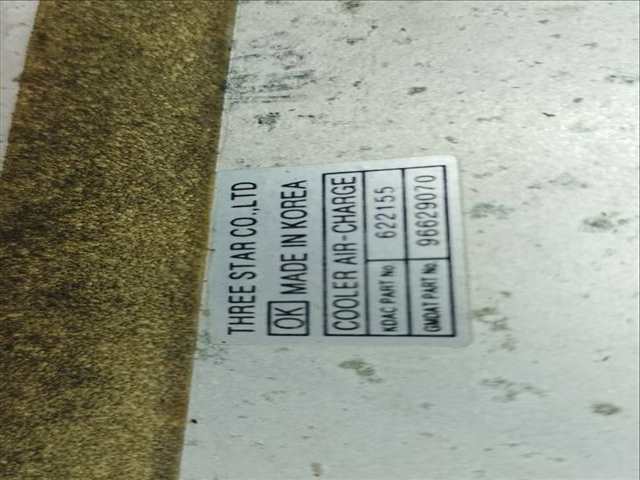 THREE STAR CO.,LTD
OK MADE IN KOREA
COOLER AIR-CHARGE
KDAC PART No 622155
GMDAT PART No 96629070